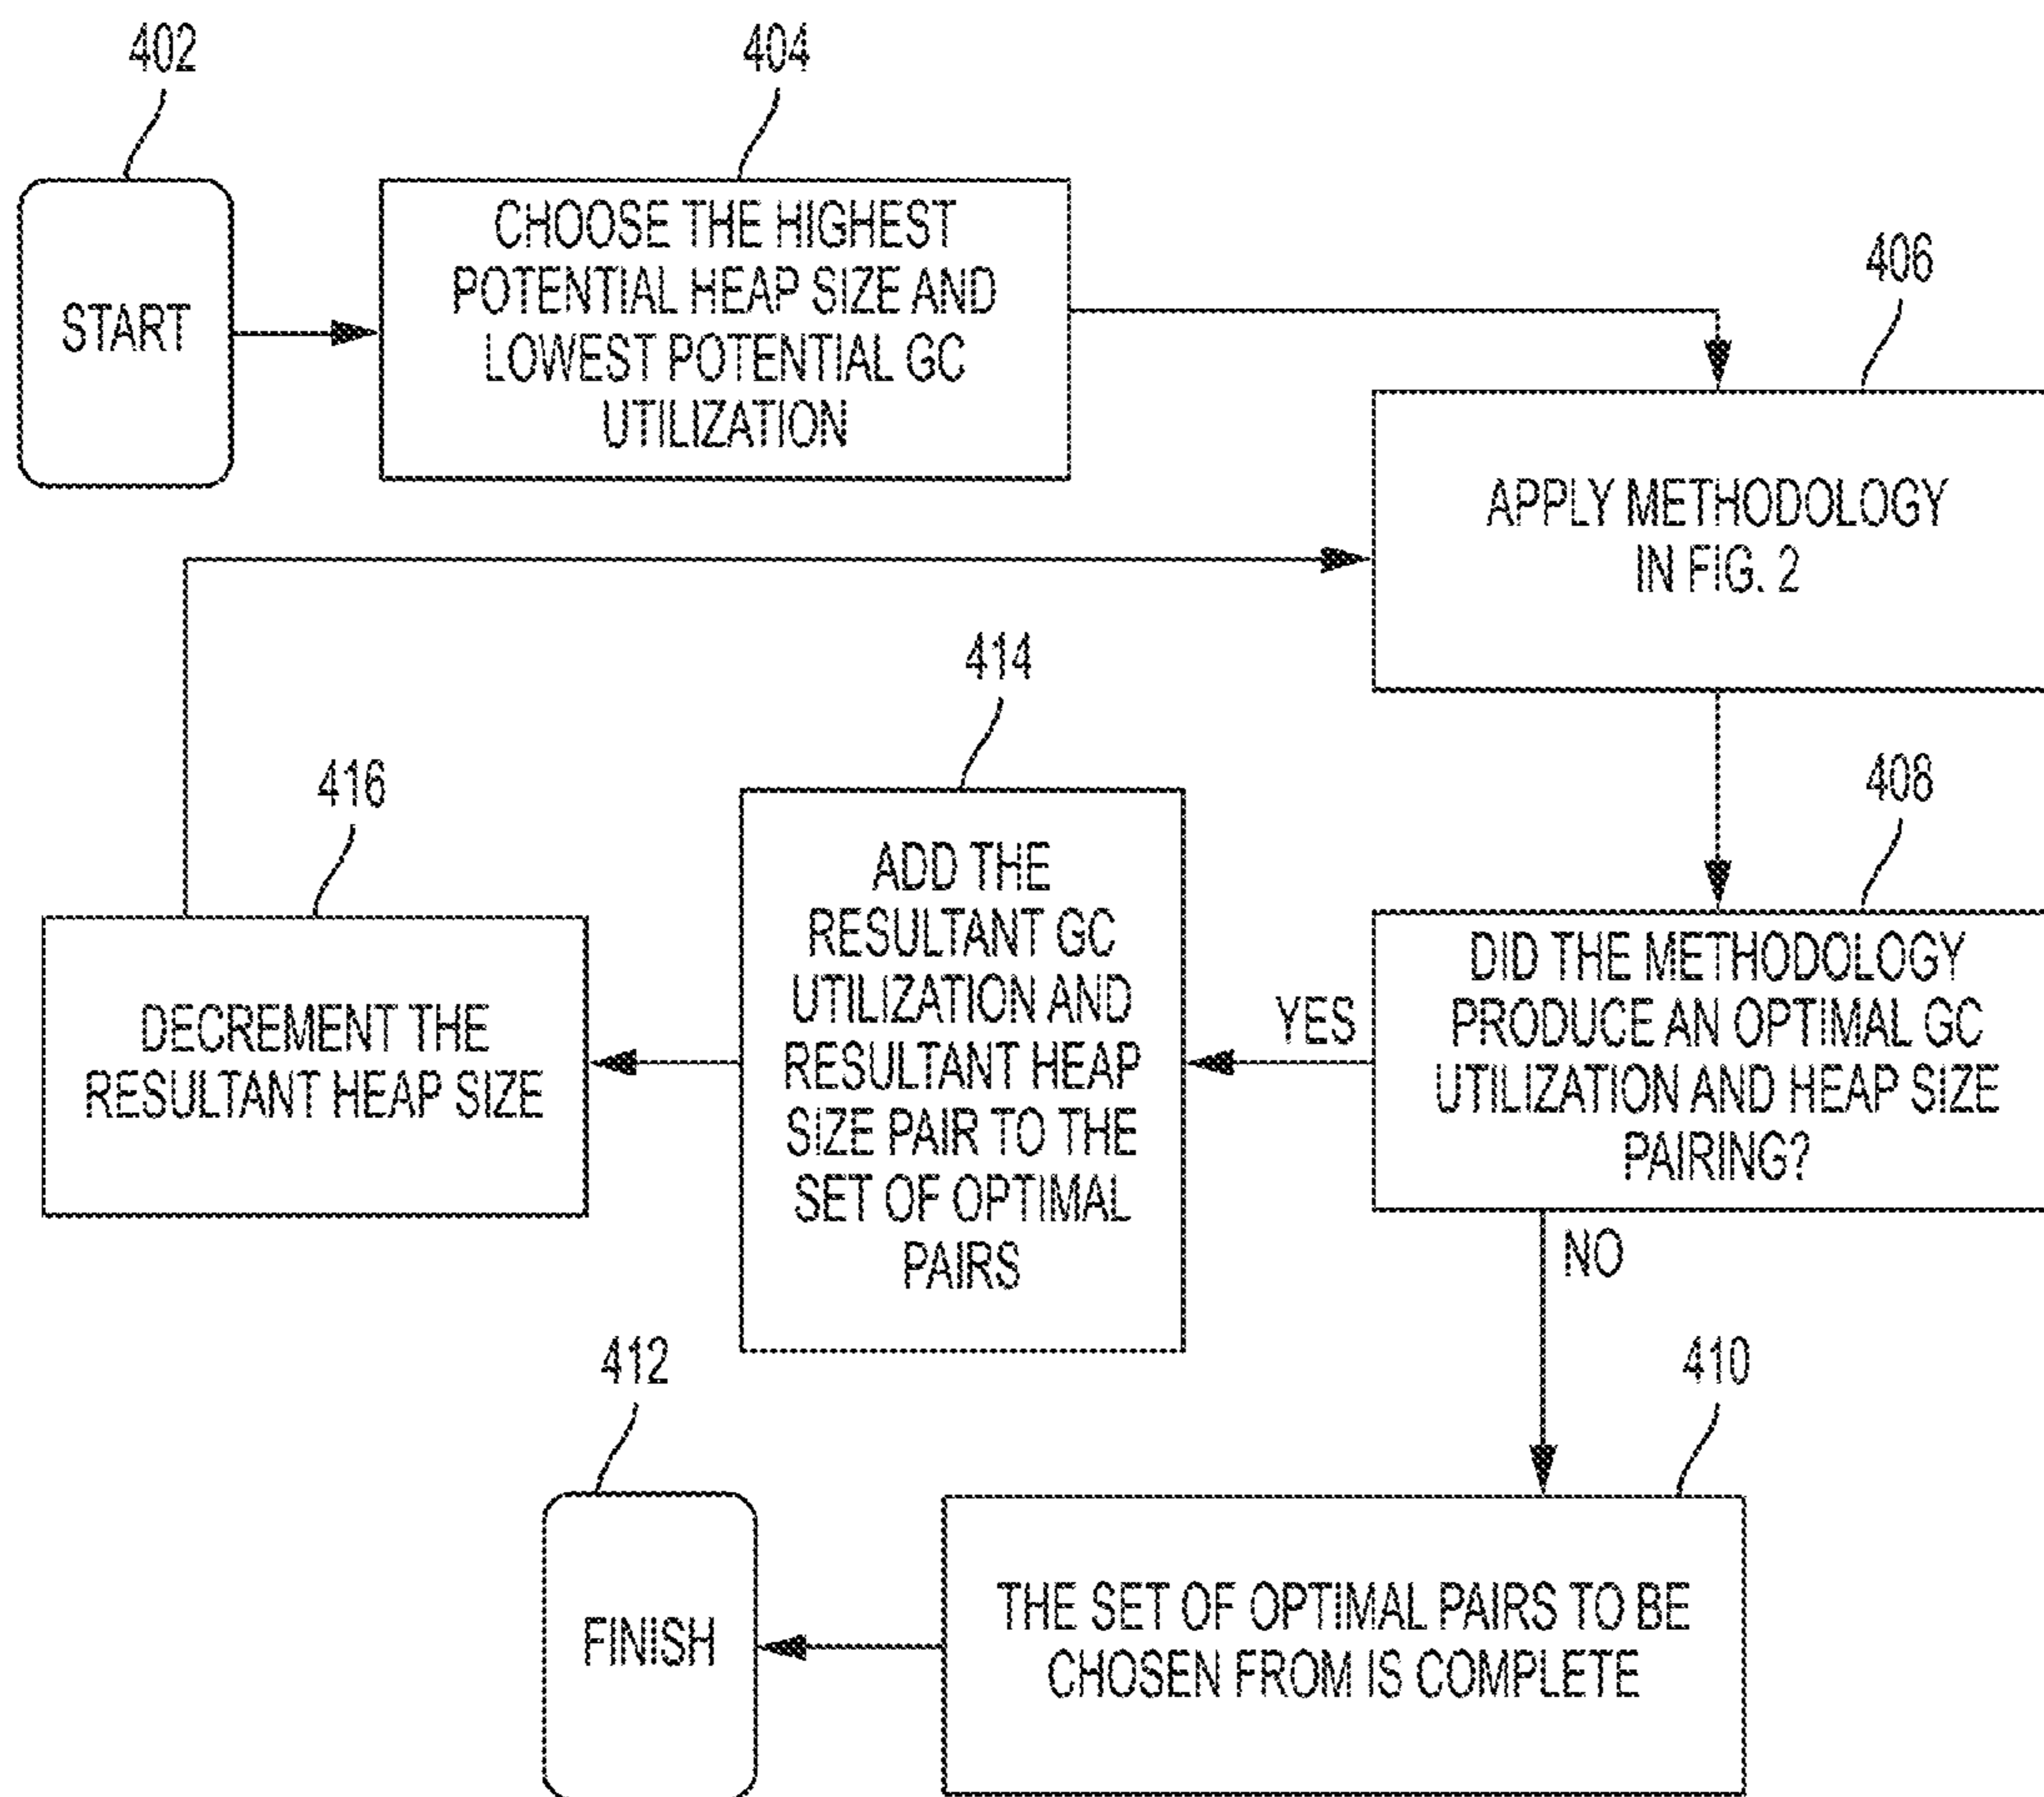 402
404
START
CHOOSE THE HIGHEST
POTENTIAL HEAP SIZE AND
LOWEST POTENTIAL GC
UTILIZATION
406
APPLY METHODOLOGY
IN FIG. 2
414
416
408
ADD THE
RESULTANT GC
UTILIZATION AND
RESULTANT HEAP
SIZE PAIR TO THE
SET OF OPTIMAL
PAIRS
DECREMENT THE
RESULTANT HEAP SIZE
YES
DID THE METHODOLOGY
PRODUCE AN OPTIMAL GC
UTILIZATION AND HEAP SIZE
PAIRING?
NO
412
410
FINISH
THE SET OF OPTIMAL PAIRS TO BE
CHOSEN FROM IS COMPLETE